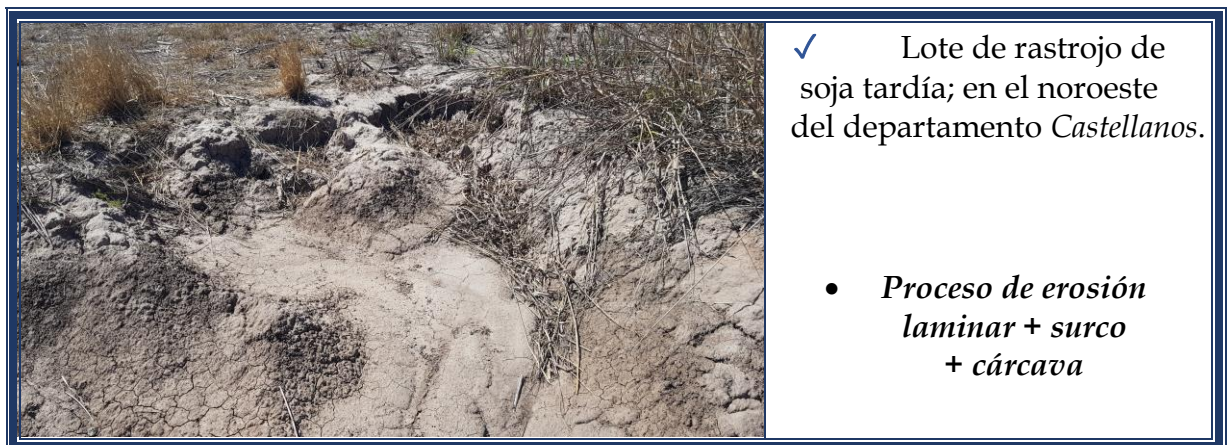 ✓ Lote de rastrojo de
soja tardía; en el noroeste
del departamento Castellanos.
• Proceso de erosión
laminar + surco
+ cárcava